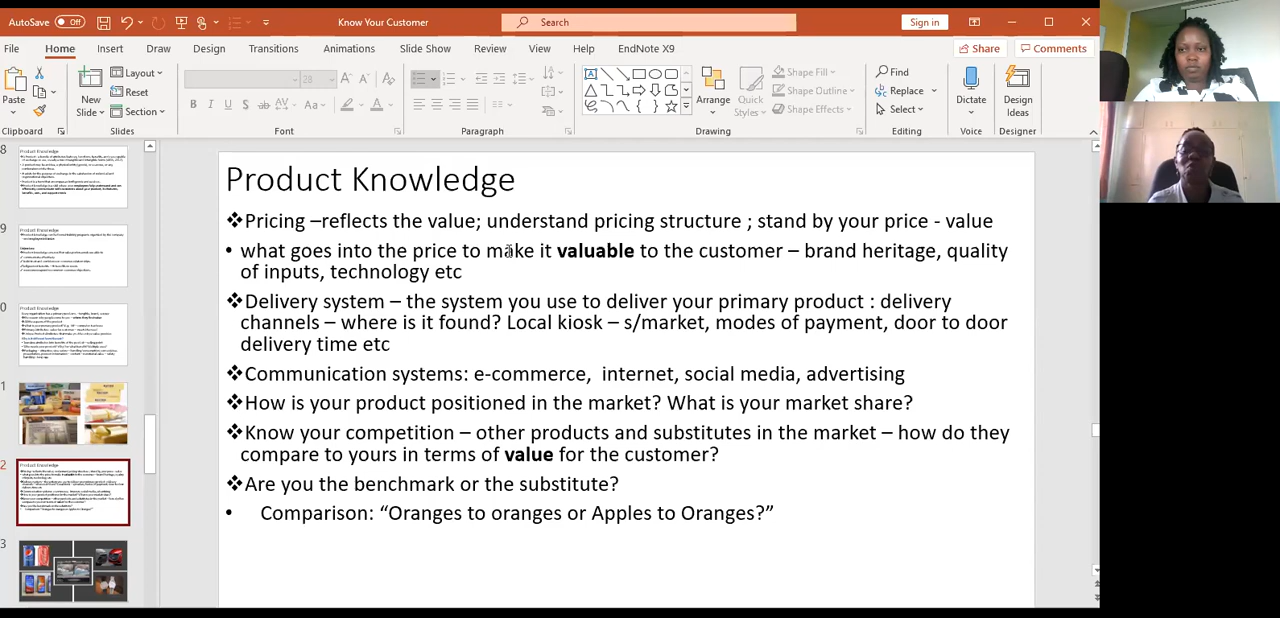 AutoSave Off Know Your Customer Search Sign in
File Home Insert Draw Design Transitions Animations Slide Show Review View Help EndNote X9 Share Comments
Paste New Slide Layout Reset Section 28 Arrange Quick Styles Shape Fill Shape Outline Shape Effects Find Replace Select Dictate Design Ideas
Clipboard Slides Font Paragraph Drawing Editing Voice Designer
8
9
0
1
2
3
Product Knowledge
❖Pricing –reflects the value: understand pricing structure ; stand by your price - value
• what goes into the price to make it valuable to the customer – brand heritage, quality
of inputs, technology etc
❖Delivery system – the system you use to deliver your primary product : delivery
channels – where is it found? Local kiosk – s/market, mode of payment, door to door
delivery time etc
❖Communication systems: e-commerce, internet, social media, advertising
❖How is your product positioned in the market? What is your market share?
❖Know your competition – other products and substitutes in the market – how do they
compare to yours in terms of value for the customer?
❖Are you the benchmark or the substitute?
• Comparison: “Oranges to oranges or Apples to Oranges?”